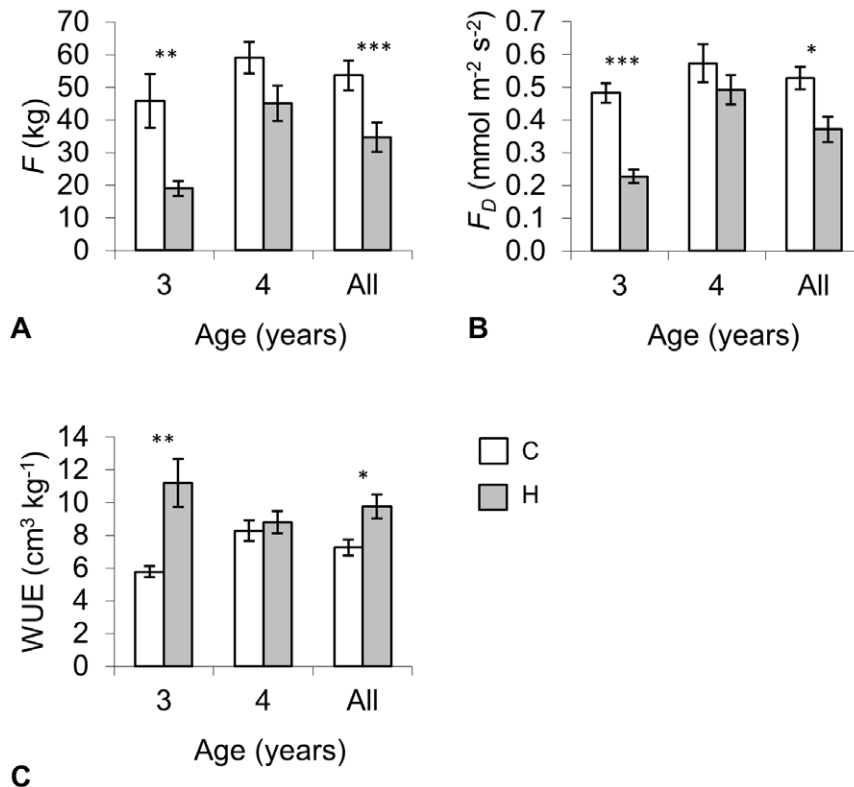 F (kg)
70
60
50
40
30
20
10
0
**
***
3 4 All
Age (years)
A
F_D (mmol m⁻² s⁻²)
0.7
0.6
0.5
0.4
0.3
0.2
0.1
0.0
***
*
3 4 All
Age (years)
B
WUE (cm³ kg⁻¹)
14
12
10
8
6
4
2
0
**
*
3 4 All
Age (years)
C
C
H